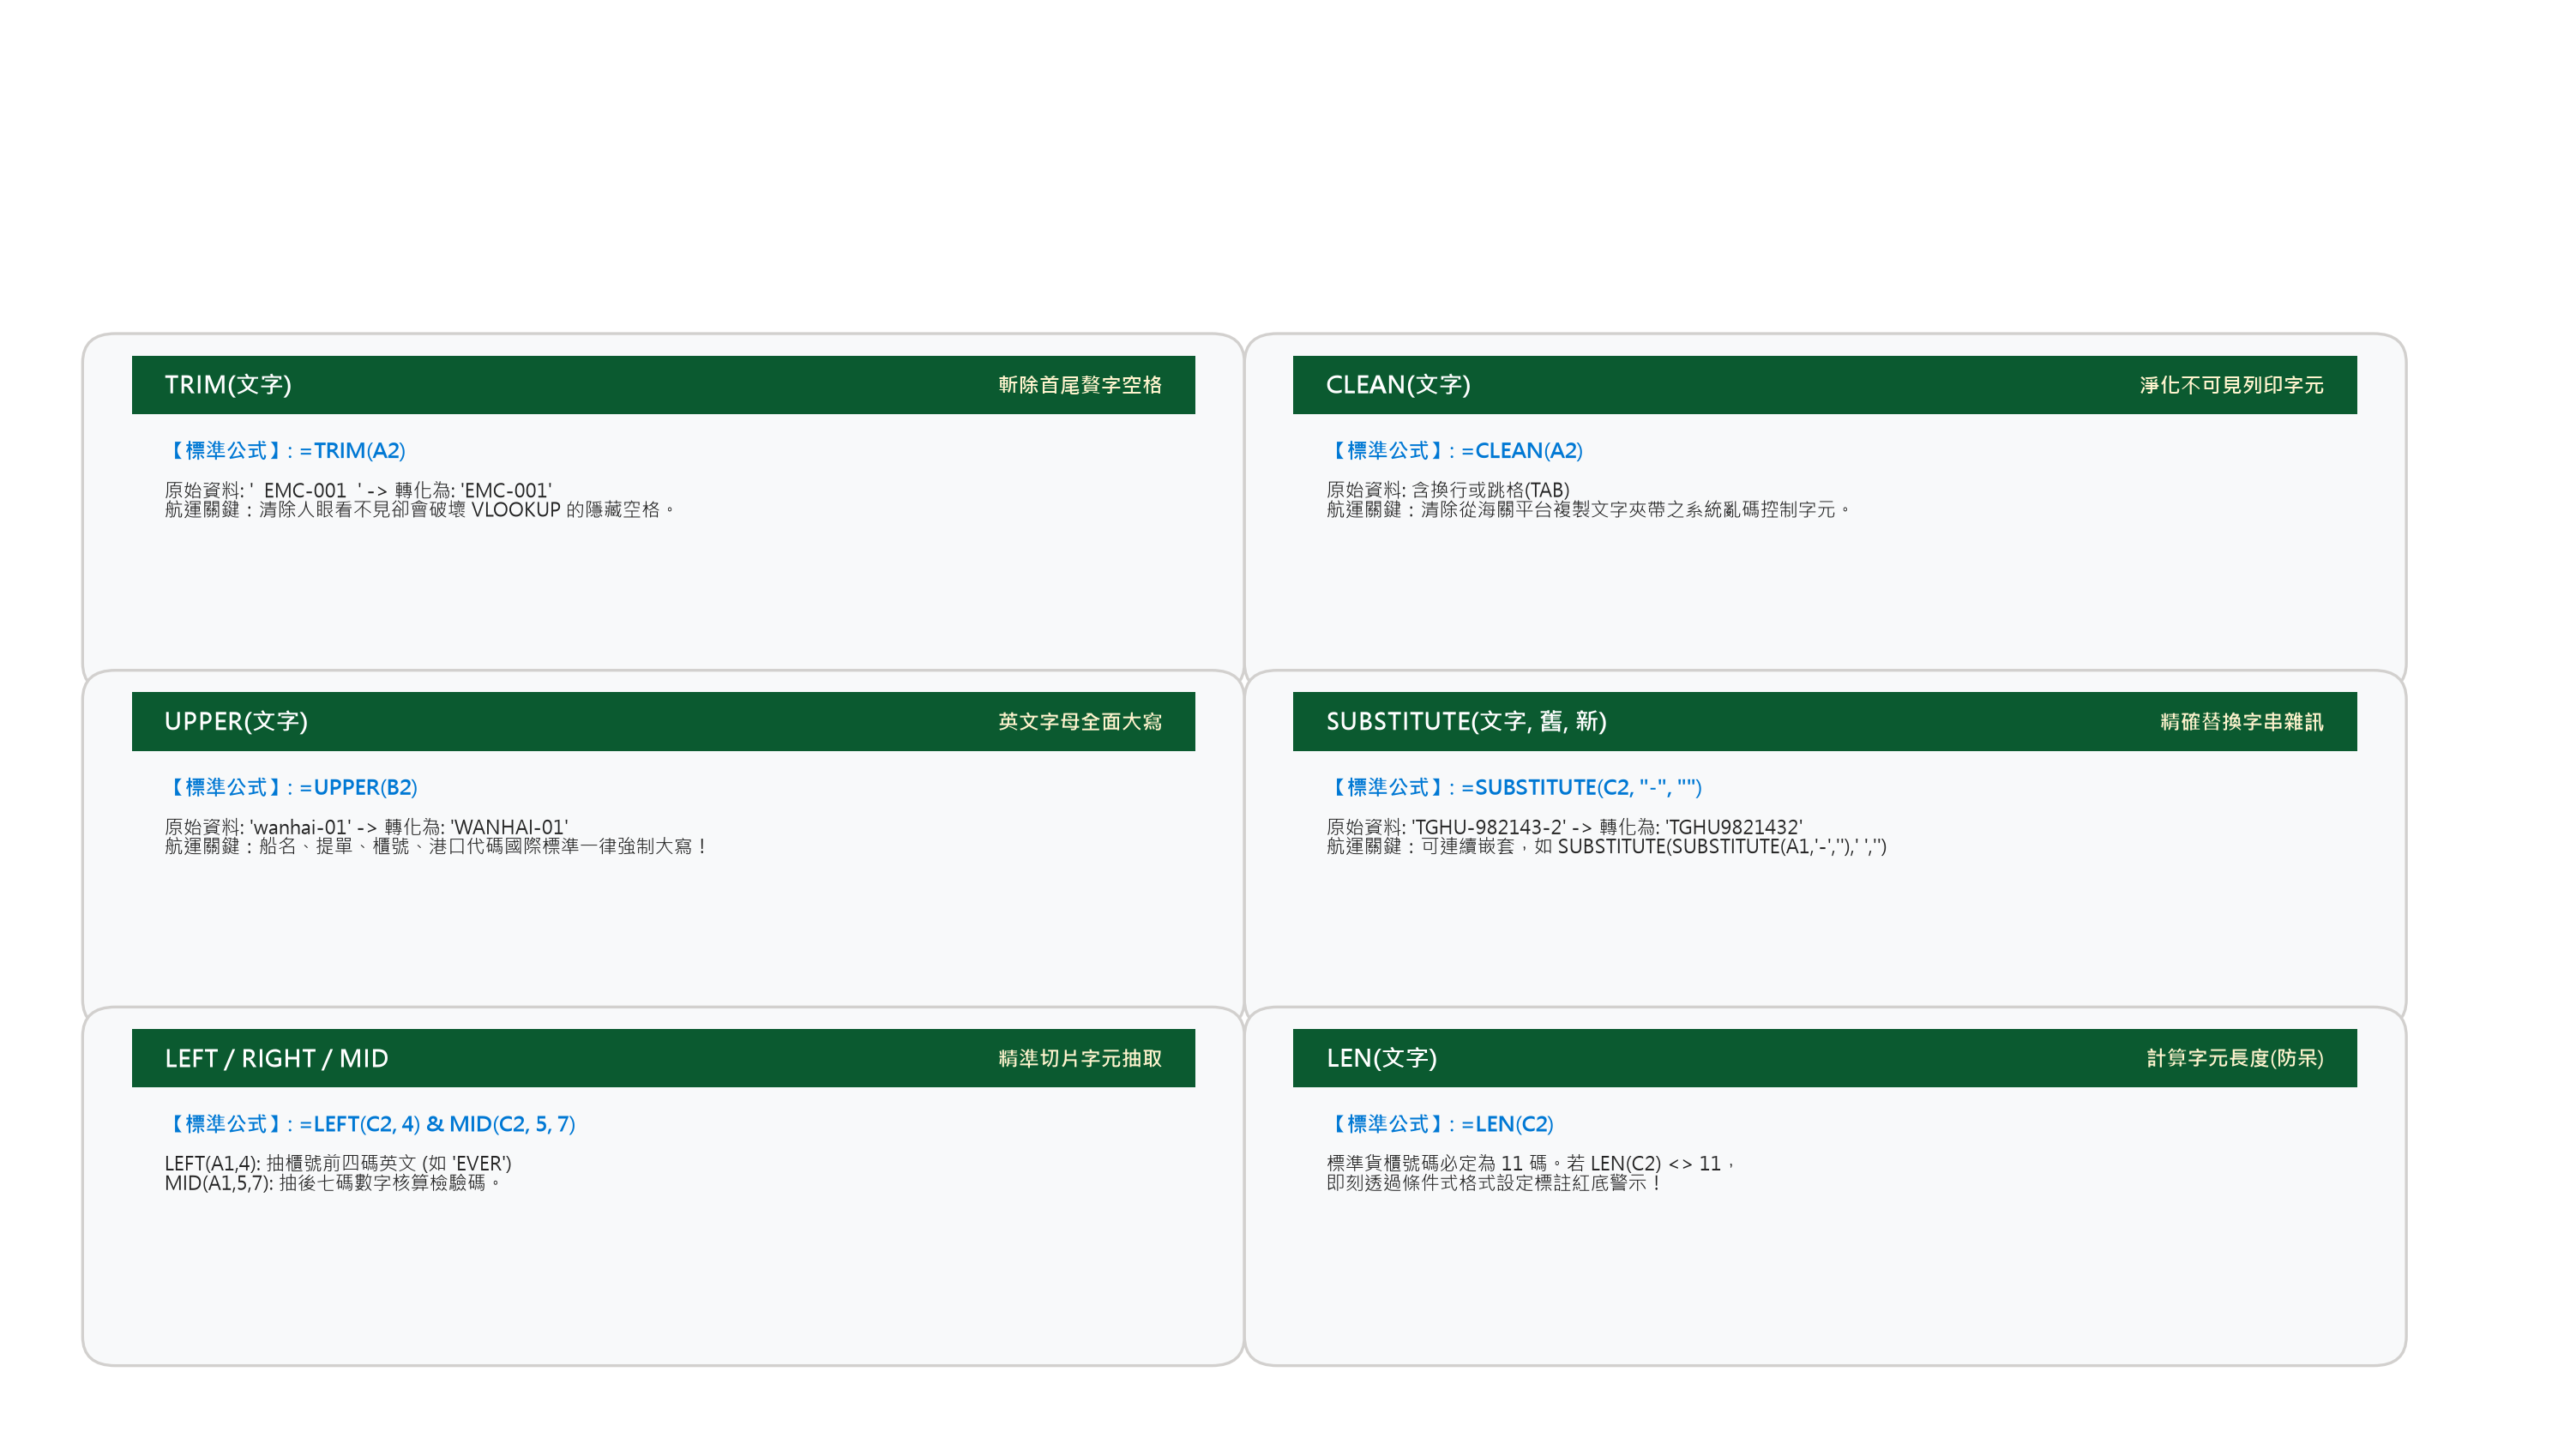 TRIM(文字) 斬除首尾贅字空格
【標準公式】: =TRIM(A2)
原始資料: '  EMC-001  ' -> 轉化為: 'EMC-001'
航運關鍵：清除人眼看不見卻會破壞 VLOOKUP 的隱藏空格。
CLEAN(文字) 淨化不可見列印字元
【標準公式】: =CLEAN(A2)
原始資料: 含換行或跳格(TAB)
航運關鍵：清除從海關平台複製文字夾帶之系統亂碼控制字元。
UPPER(文字) 英文字母全面大寫
【標準公式】: =UPPER(B2)
原始資料: 'wanhai-01' -> 轉化為: 'WANHAI-01'
航運關鍵：船名、提單、櫃號、港口代碼國際標準一律強制大寫！
SUBSTITUTE(文字, 舊, 新) 精確替換字串雜訊
【標準公式】: =SUBSTITUTE(C2, "-", "")
原始資料: 'TGHU-982143-2' -> 轉化為: 'TGHU9821432'
航運關鍵：可連續嵌套，如 SUBSTITUTE(SUBSTITUTE(A1,'-',''),' ','')
LEFT / RIGHT / MID 精準切片字元抽取
【標準公式】: =LEFT(C2, 4) & MID(C2, 5, 7)
LEFT(A1,4): 抽櫃號前四碼英文 (如 'EVER')
MID(A1,5,7): 抽後七碼數字核算檢驗碼。
LEN(文字) 計算字元長度(防呆)
【標準公式】: =LEN(C2)
標準貨櫃號碼必定為 11 碼。若 LEN(C2) <> 11，
即刻透過條件式格式設定標註紅底警示！